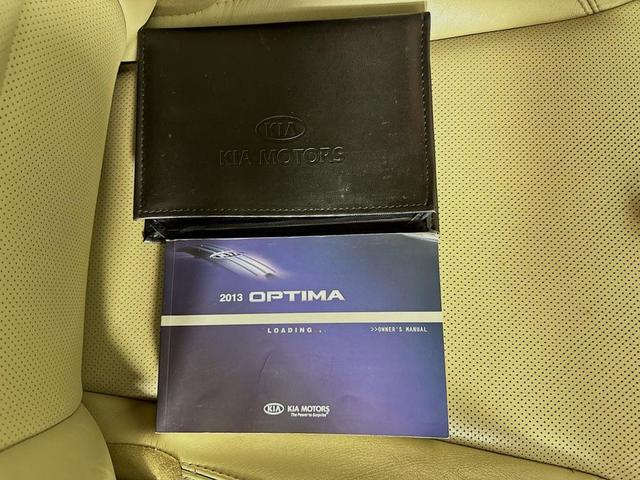 KIA
KIA MOTORS
2013 OPTIMA
LOADING..
>>OWNER'S MANUAL
KIA KIA MOTORS
The Power to Surprise